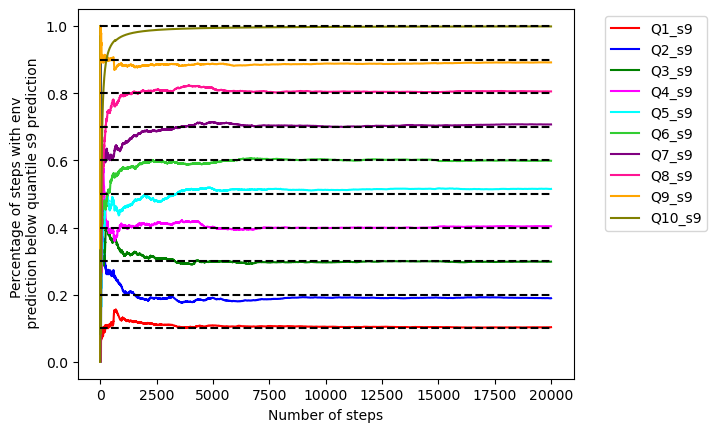 Percentage of steps with env
prediction below quantile s9 prediction
1.0
0.8
0.6
0.4
0.2
0.0
0
2500
5000
7500
10000
12500
15000
17500
20000
Number of steps
Q1_s9
Q2_s9
Q3_s9
Q4_s9
Q5_s9
Q6_s9
Q7_s9
Q8_s9
Q9_s9
Q10_s9